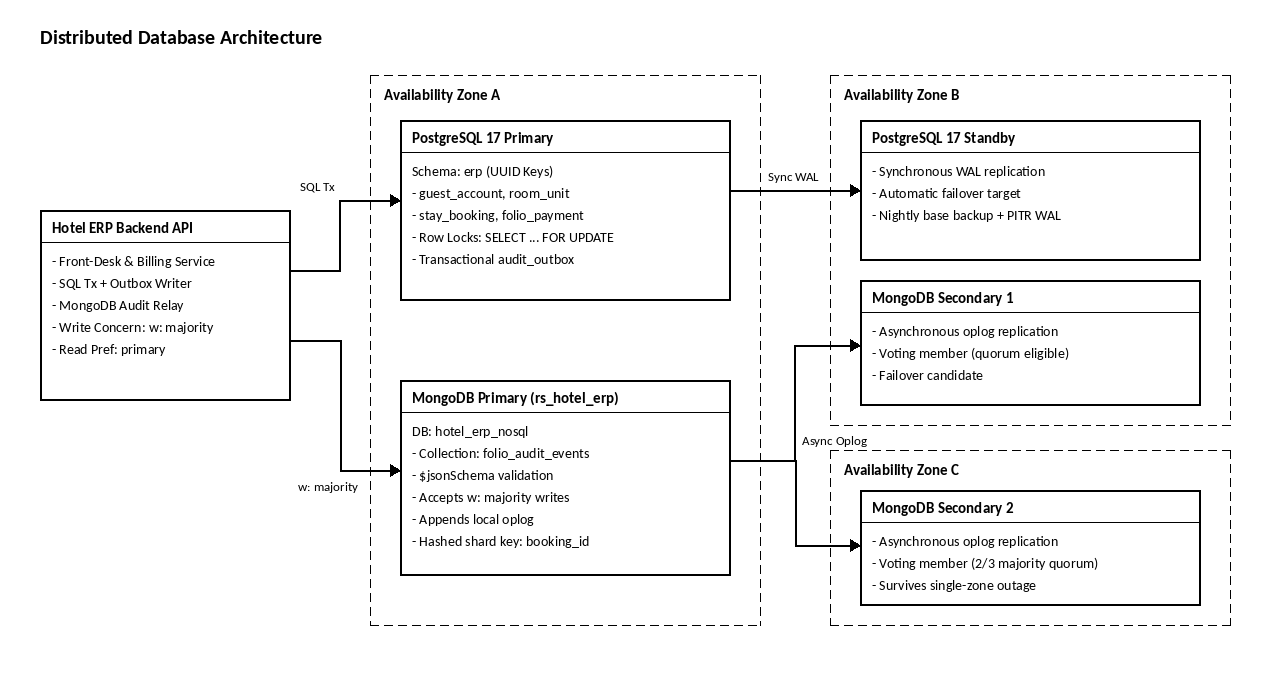 Distributed Database Architecture
Hotel ERP Backend API
- Front-Desk & Billing Service
- SQL Tx + Outbox Writer
- MongoDB Audit Relay
- Write Concern: w: majority
- Read Pref: primary
SQL Tx
w: majority
Availability Zone A
PostgreSQL 17 Primary
Schema: erp (UUID Keys)
- guest_account, room_unit
- stay_booking, folio_payment
- Row Locks: SELECT ... FOR UPDATE
- Transactional audit_outbox
MongoDB Primary (rs_hotel_erp)
DB: hotel_erp_nosql
- Collection: folio_audit_events
- $jsonSchema validation
- Accepts w: majority writes
- Appends local oplog
- Hashed shard key: booking_id
Sync WAL
Async Oplog
Availability Zone B
PostgreSQL 17 Standby
- Synchronous WAL replication
- Automatic failover target
- Nightly base backup + PITR WAL
MongoDB Secondary 1
- Asynchronous oplog replication
- Voting member (quorum eligible)
- Failover candidate
Availability Zone C
MongoDB Secondary 2
- Asynchronous oplog replication
- Voting member (2/3 majority quorum)
- Survives single-zone outage